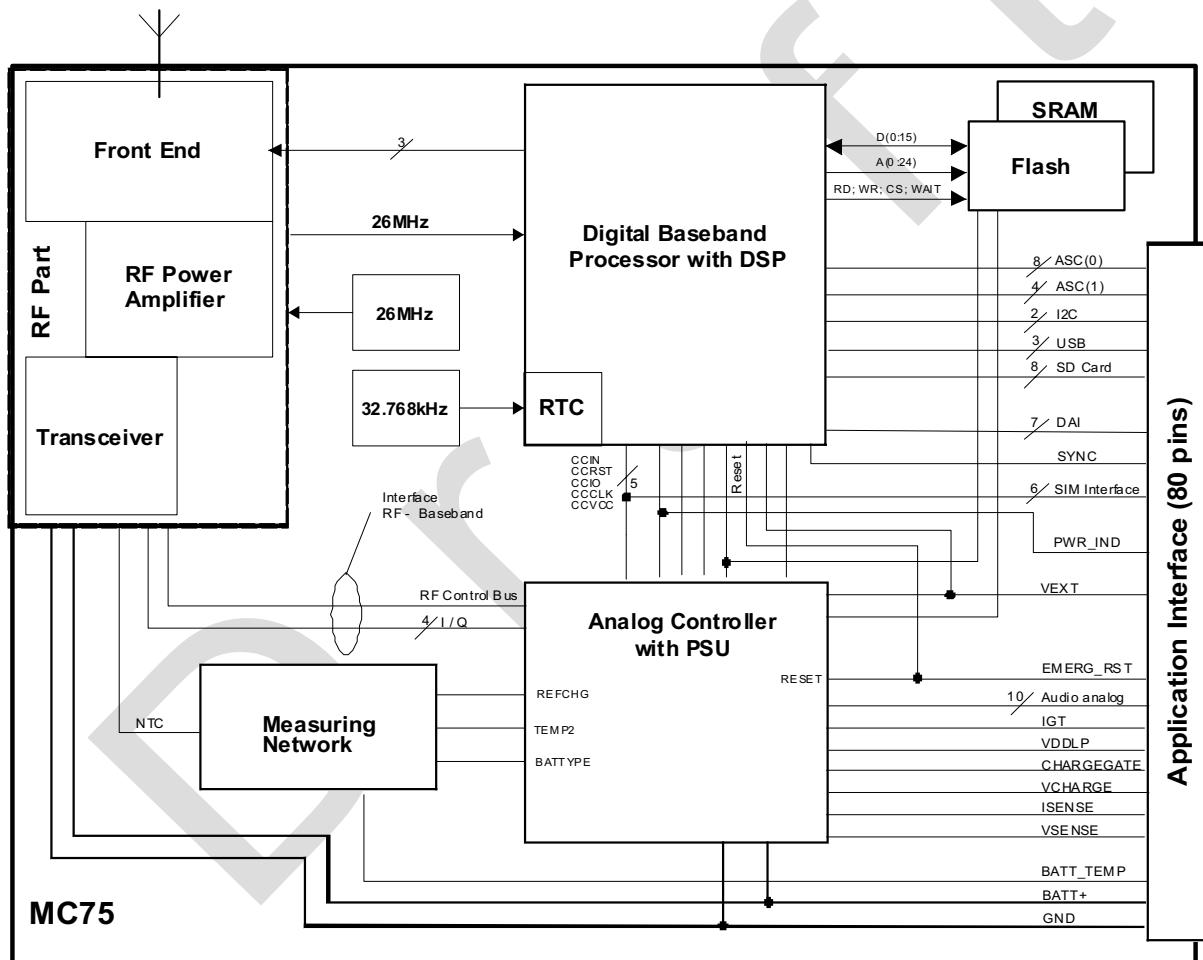 SRAM
Front End
3
D(0:15)
Flash
A(0:24)
RD; WR; CS; WAIT
26MHz
Digital Baseband
Processor with DSP
RF Part
RF Power
Amplifier
8 ASC(0)
4 ASC(1)
26MHz
2 I2C
3 USB
8 SD Card
32.768kHz
RTC
Transceiver
7 DAI
SYNC
CCIN
CCRST
CCIO
CCCLK
CCVCC
5
Reset
6 SIM Interface
Interface
RF - Baseband
PWR_IND
RF Control Bus
VEXT
4 I / Q
Analog Controller
with PSU
RESET
EMERG_RST
REFCHG
10 Audio analog
NTC
Measuring
Network
TEMP2
IGT
VDDLP
BATTYPE
CHARGEGATE
VCHARGE
ISENSE
VSENSE
BATT_TEMP
BATT+
GND
MC75
Application Interface (80 pins)
Draft